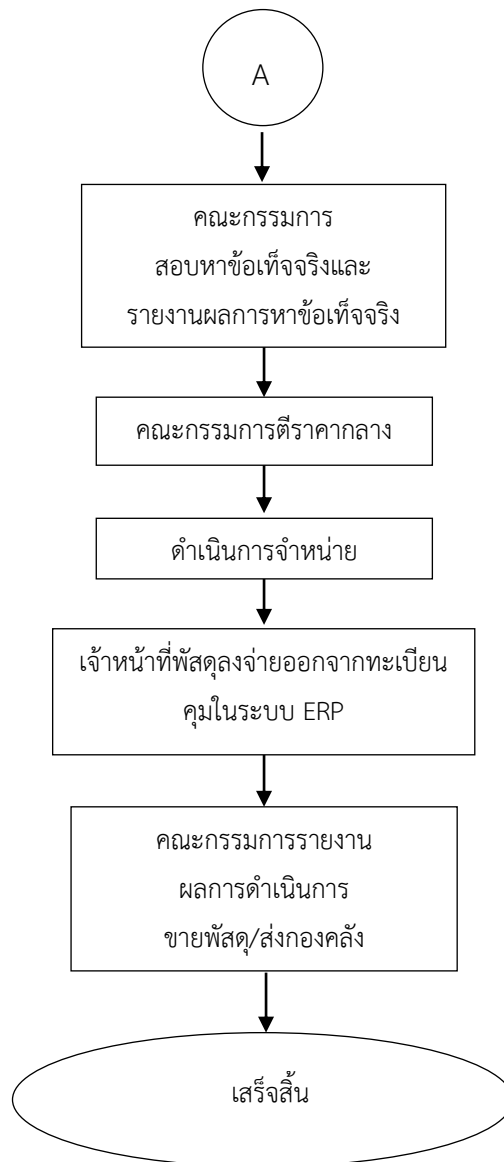 A
คณะกรรมการ
สอบหาข้อเท็จจริงและ
รายงานผลการหาข้อเท็จจริง
คณะกรรมการตีราคากลาง
ดำเนินการจำหน่าย
เจ้าหน้าที่พัสดุลงจ่ายออกจากทะเบียน
คุมในระบบ ERP
คณะกรรมการรายงาน
ผลการดำเนินการ
ขายพัสดุ/ส่งกองคลัง
เสร็จสิ้น